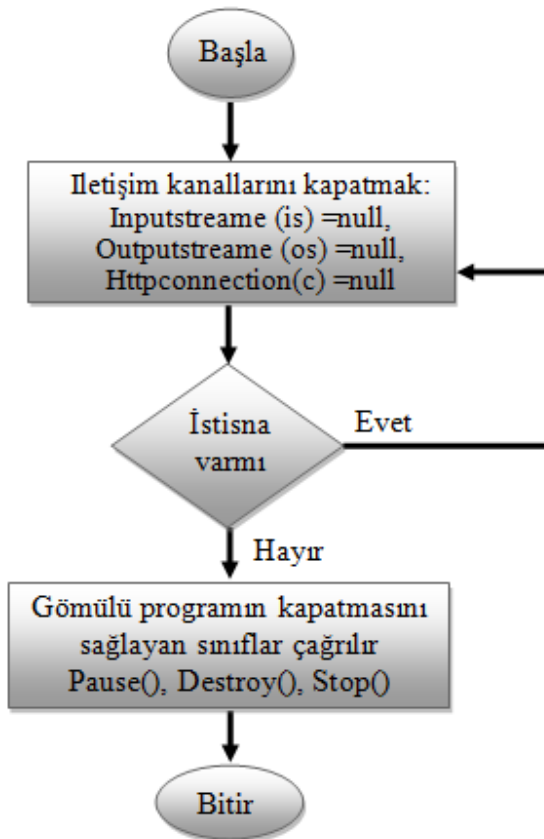 Başla
Iletişim kanallarını kapatmak:
Inputstreame (is) =null,
Outputstreame (os) =null,
Httpconnection(c) =null
İstisna
varmı
Evet
Hayır
Gömülü programın kapatmasını
sağlayan sınıflar çağrılır
Pause(), Destroy(), Stop()
Bitir